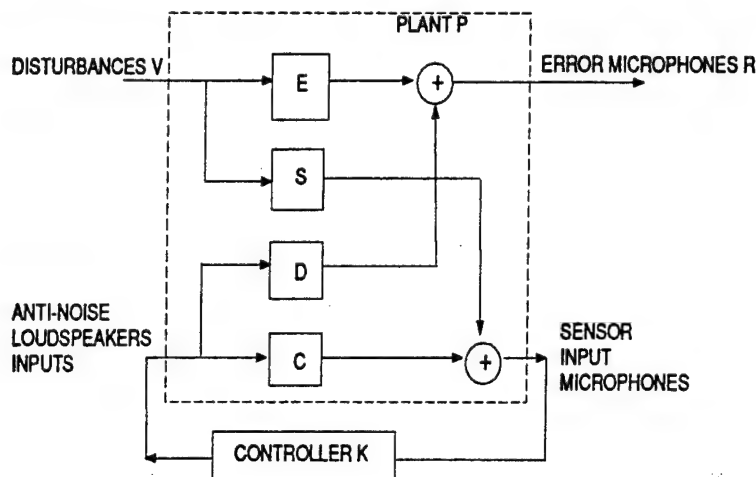 PLANT P
DISTURBANCES V
E
+
ERROR MICROPHONES R
S
D
ANTI-NOISE
LOUDSPEAKERS
INPUTS
C
+
SENSOR
INPUT
MICROPHONES
CONTROLLER K